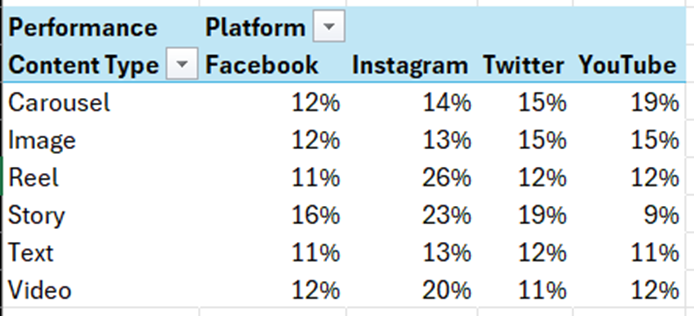 Performance Platform
Content Type Facebook Instagram Twitter YouTube
Carousel 12% 14% 15% 19%
Image 12% 13% 15% 15%
Reel 11% 26% 12% 12%
Story 16% 23% 19% 9%
Text 11% 13% 12% 11%
Video 12% 20% 11% 12%